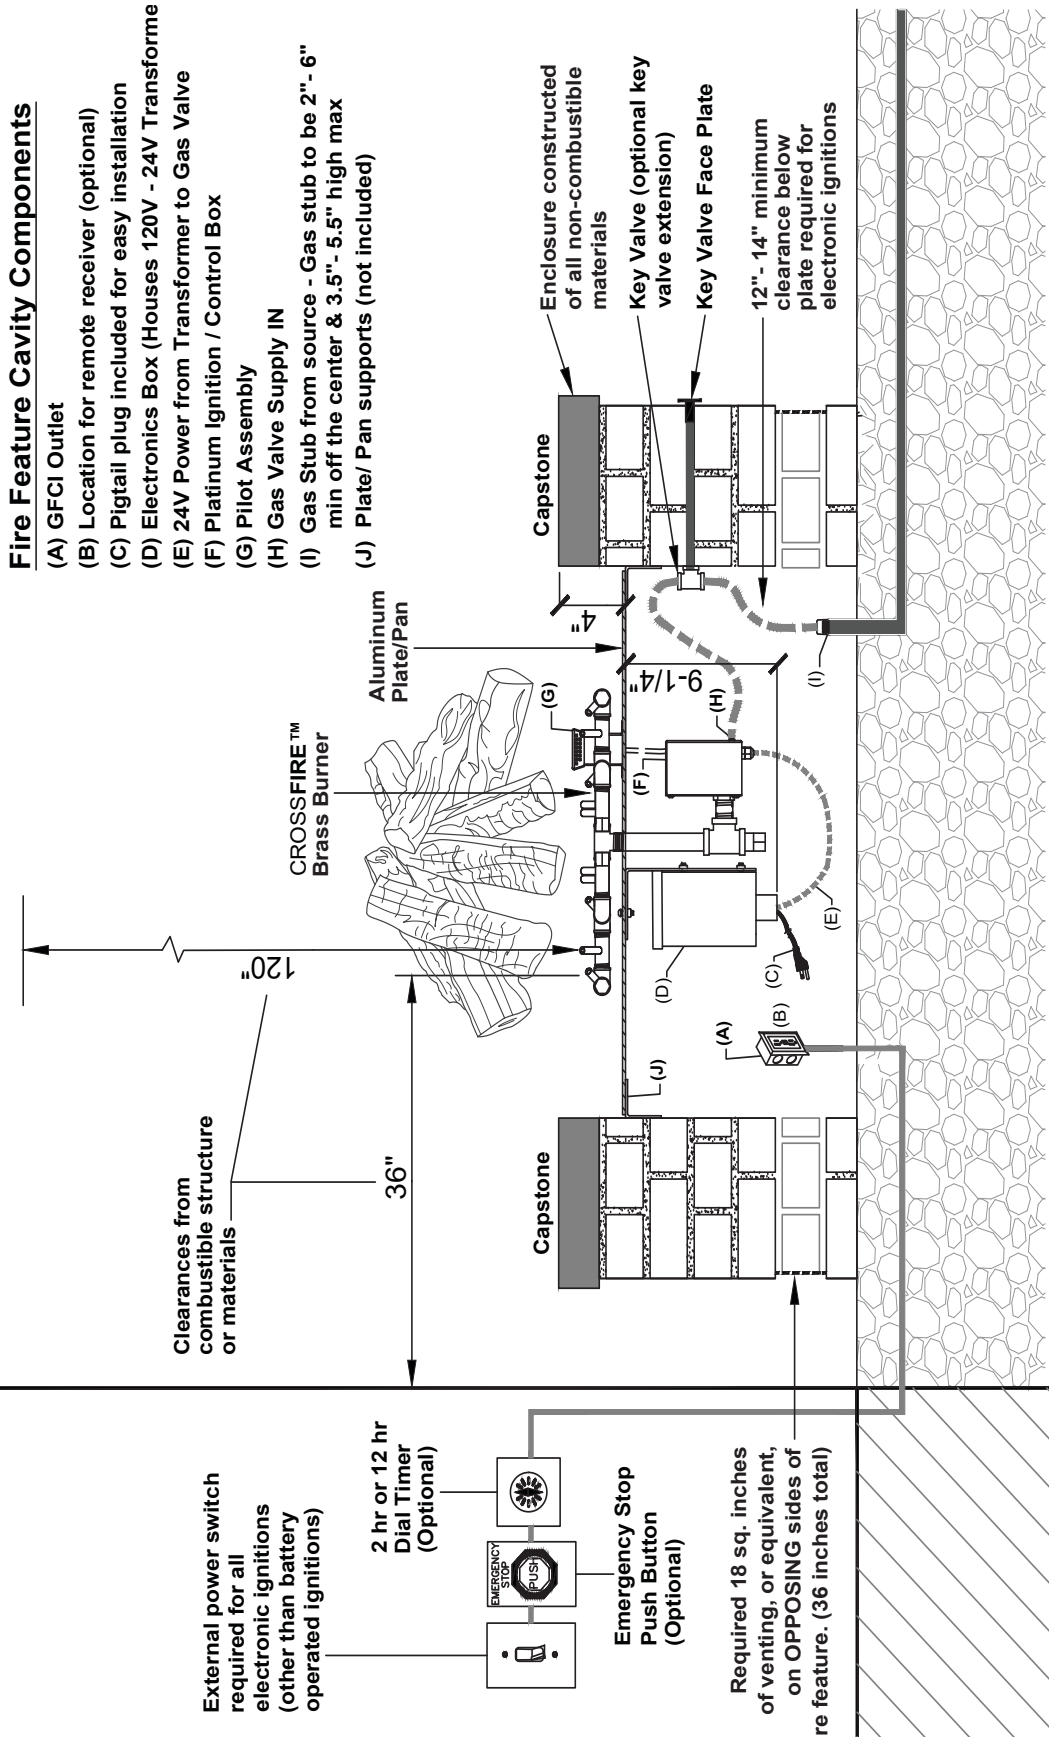 Fire Feature Cavity Components
(A) GFCI Outlet
(B) Location for remote receiver (optional)
(C) Pigtail plug included for easy installation
(D) Electronics Box (Houses 120V - 24V Transforme
(E) 24V Power from Transformer to Gas Valve
(F) Platinum Ignition / Control Box
(G) Pilot Assembly
(H) Gas Valve Supply IN
(I) Gas Stub from source - Gas stub to be 2"- 6"
min off the center & 3.5"- 5.5" high max
(J) Plate/ Pan supports (not included)
External power switch
required for all
electronic ignitions
(other than battery
operated ignitions)
2 hr or 12 hr
Dial Timer
(Optional)
EMERGENCY
STOP
PUSH
Emergency Stop
Push Button
(Optional)
Required 18 sq. inches
of venting, or equivalent,
on OPPOSING sides of
re feature. (36 inches total)
Clearances from
combustible structure
or materials
36"
120"
CROSSFIRE™
Brass Burner
Aluminum
Plate/Pan
Capstone
Capstone
4"
9-1/4"
(A)
(B)
(C)
(D)
(E)
(F)
(G)
(H)
(I)
(J)
Enclosure constructed
of all non-combustible
materials
Key Valve (optional key
valve extension)
Key Valve Face Plate
12"- 14" minimum
clearance below
plate required for
electronic ignitions